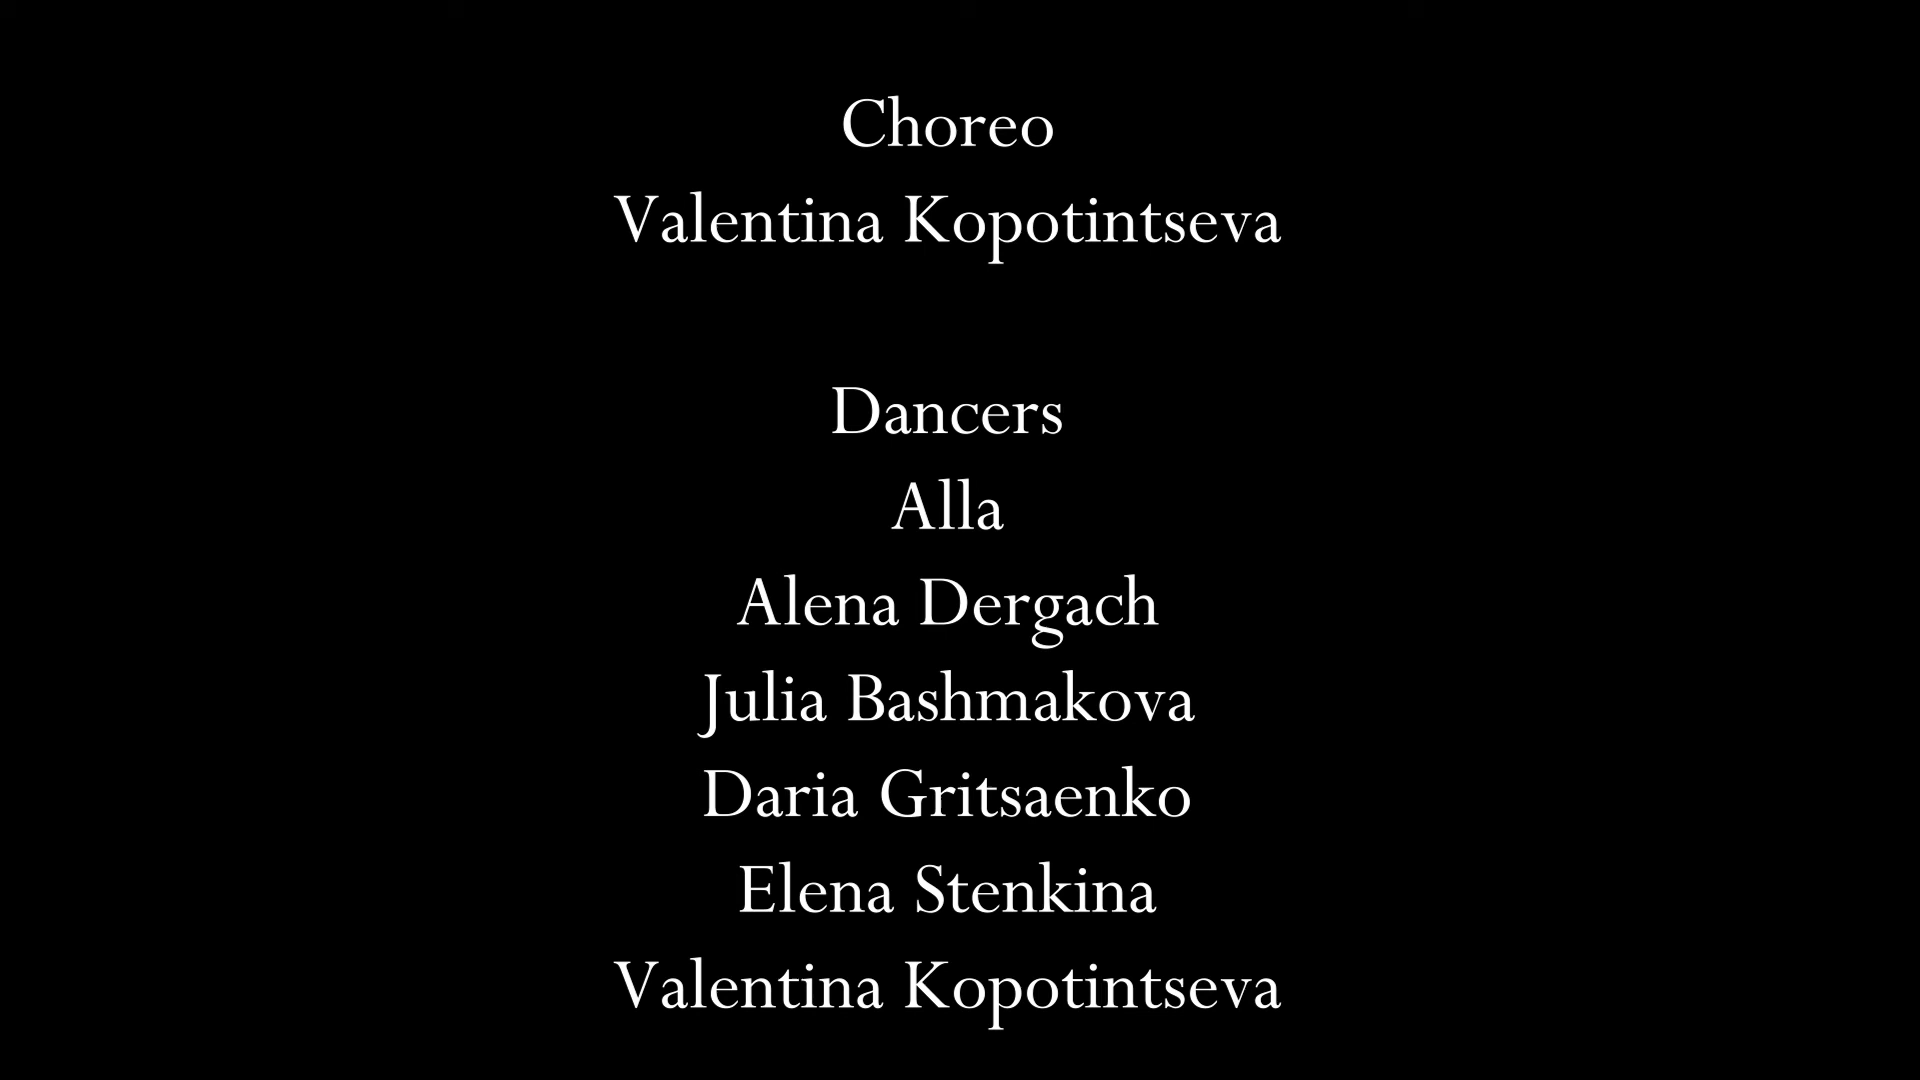 Choreo
Valentina Kopotintseva
Dancers
Alla
Alena Dergach
Julia Bashmakova
Daria Gritsaenko
Elena Stenkina
Valentina Kopotintseva